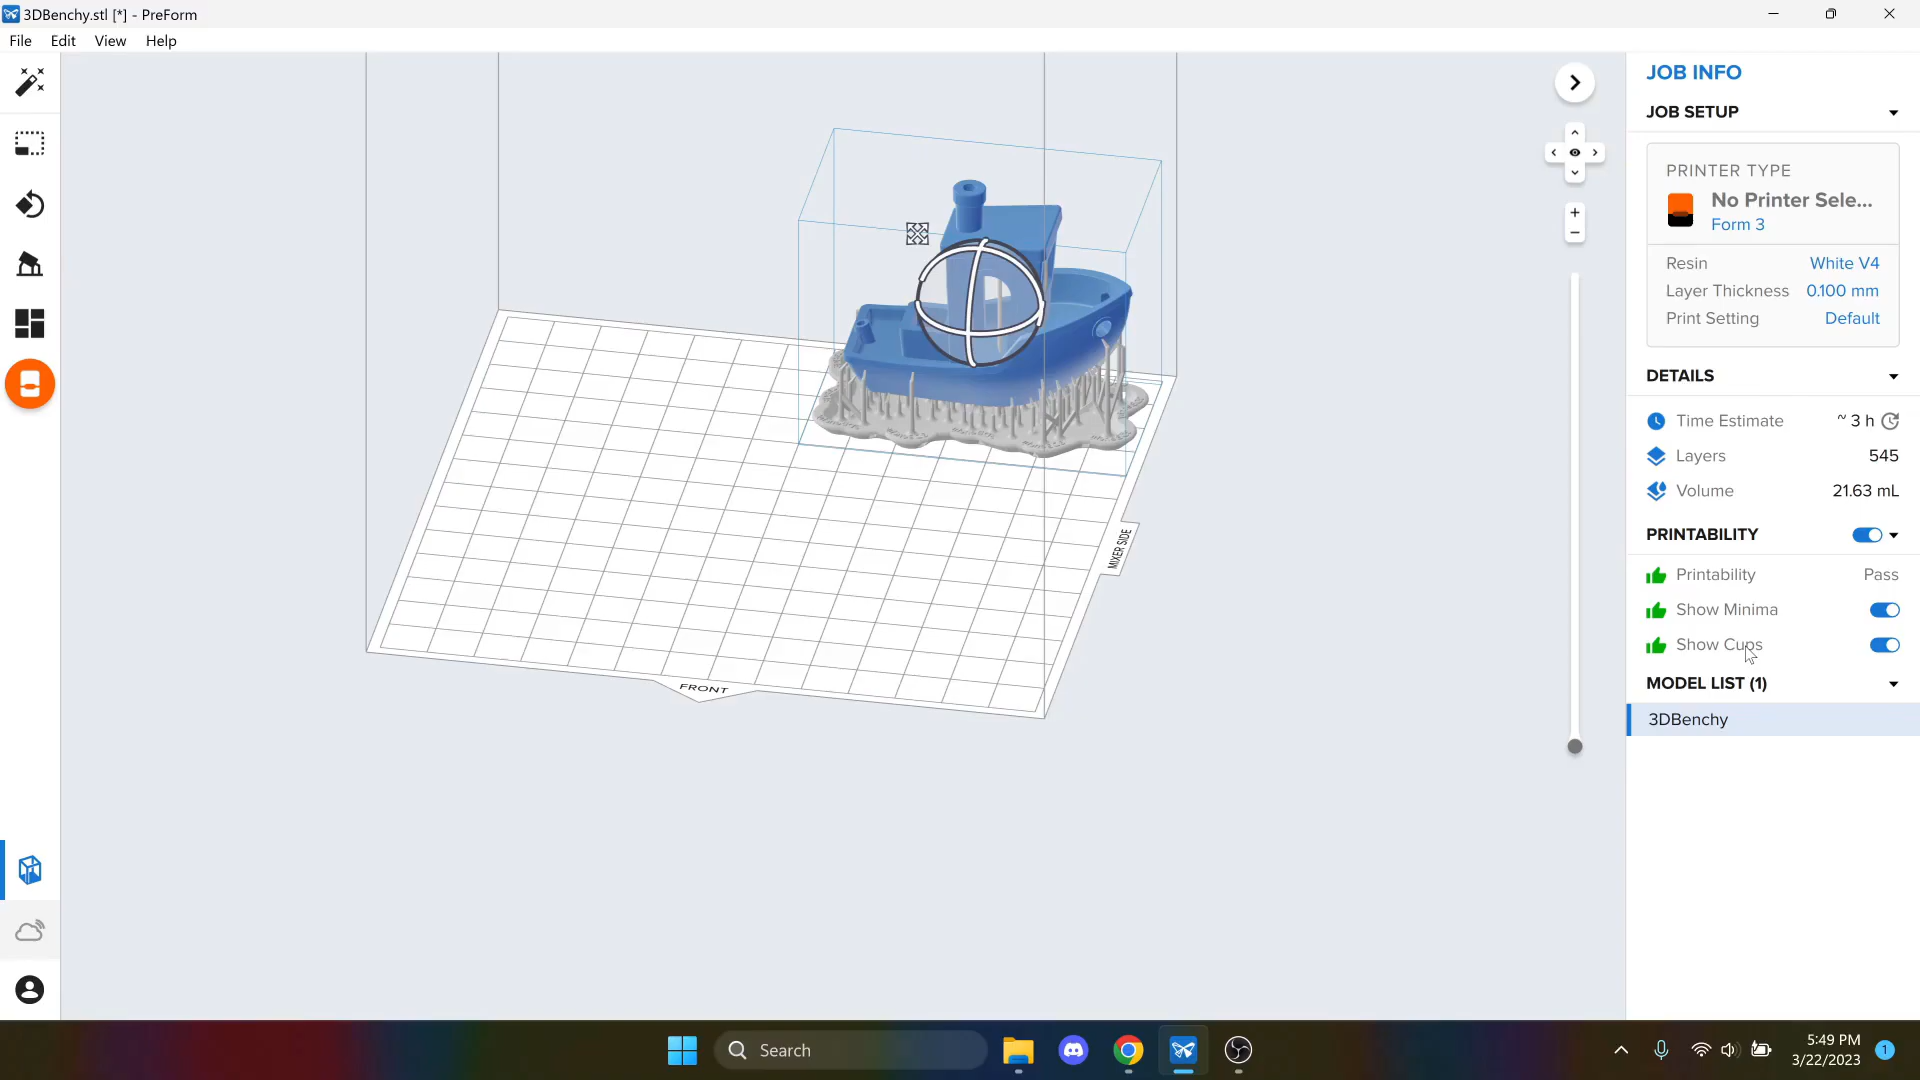 3DBenchy.stl [*] - PreForm
File Edit View Help
JOB INFO
JOB SETUP
PRINTER TYPE
No Printer Sele...
Form 3
Resin White V4
Layer Thickness 0.100 mm
Print Setting Default
DETAILS
Time Estimate ~ 3 h
Layers 545
Volume 21.63 mL
PRINTABILITY
Printability Pass
Show Minima
Show Cups
MODEL LIST (1)
3DBenchy
MIXER SIDE
FRONT
Search
5:49 PM
3/22/2023
1